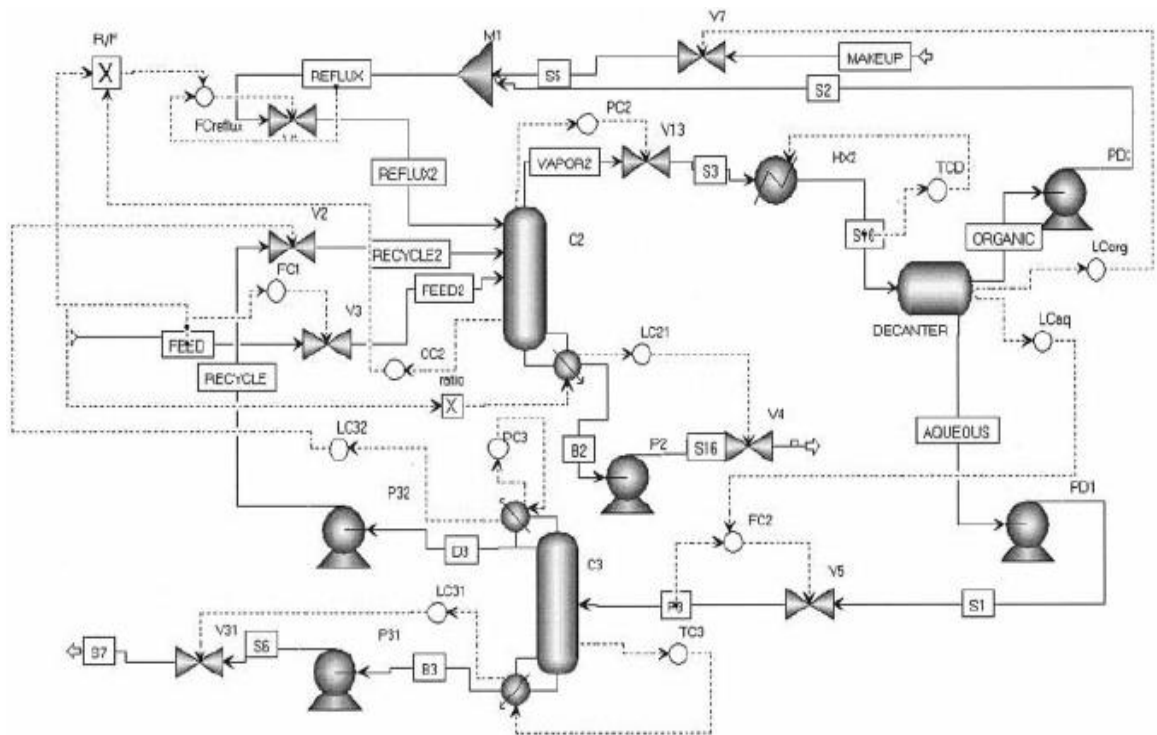 V7
R/F
M1
MAKEUP
REFLUX
S5
S2
FCreflux
PC2
V13
HX2
TCD
VAPOR2
S3
REFLUX2
V2
C2
ORGANIC
RECYCLE2
FC1
LCorg
FEED2
V3
DECANTER
LCaq
FEED
CC2
LC21
RECYCLE
ratio
V4
AQUEOUS
LC32
PC3
B2
P2
S16
P32
PD1
FC2
D3
C3
V5
LC31
S1
TC3
V31
S6
P31
B3